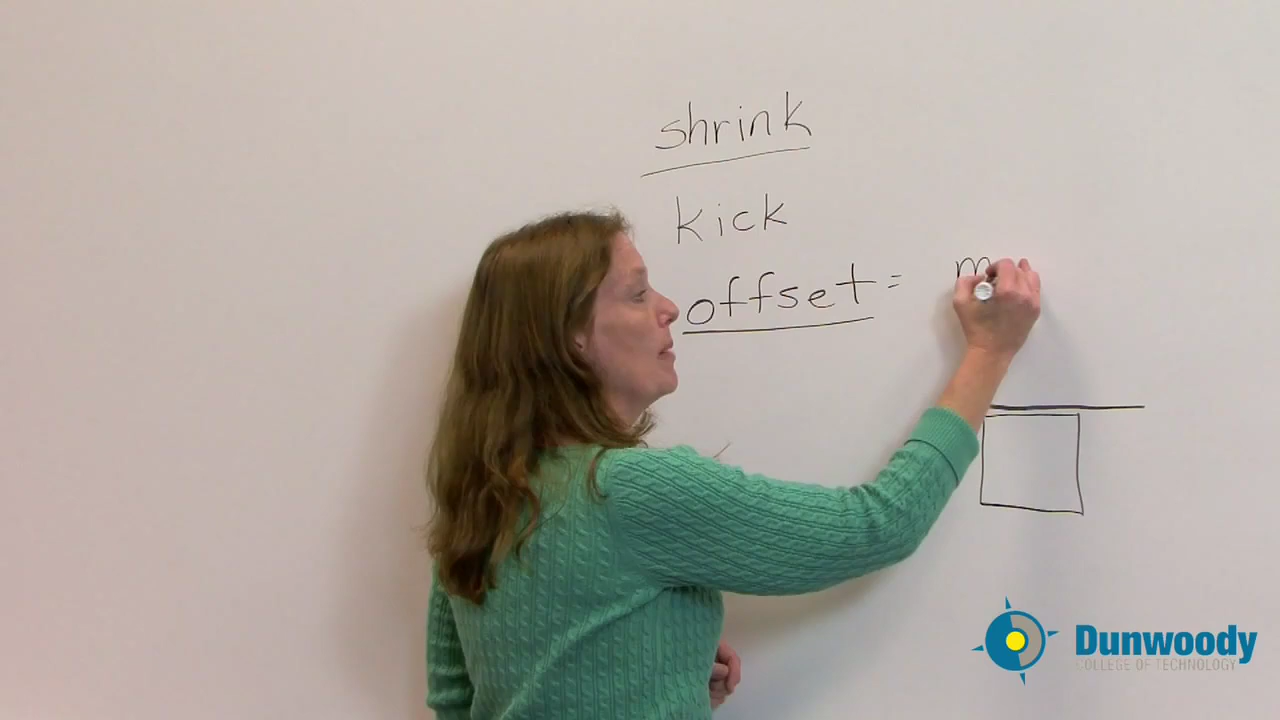 shrink
kick
offset = m
Dunwoody
COLLEGE OF TECHNOLOGY